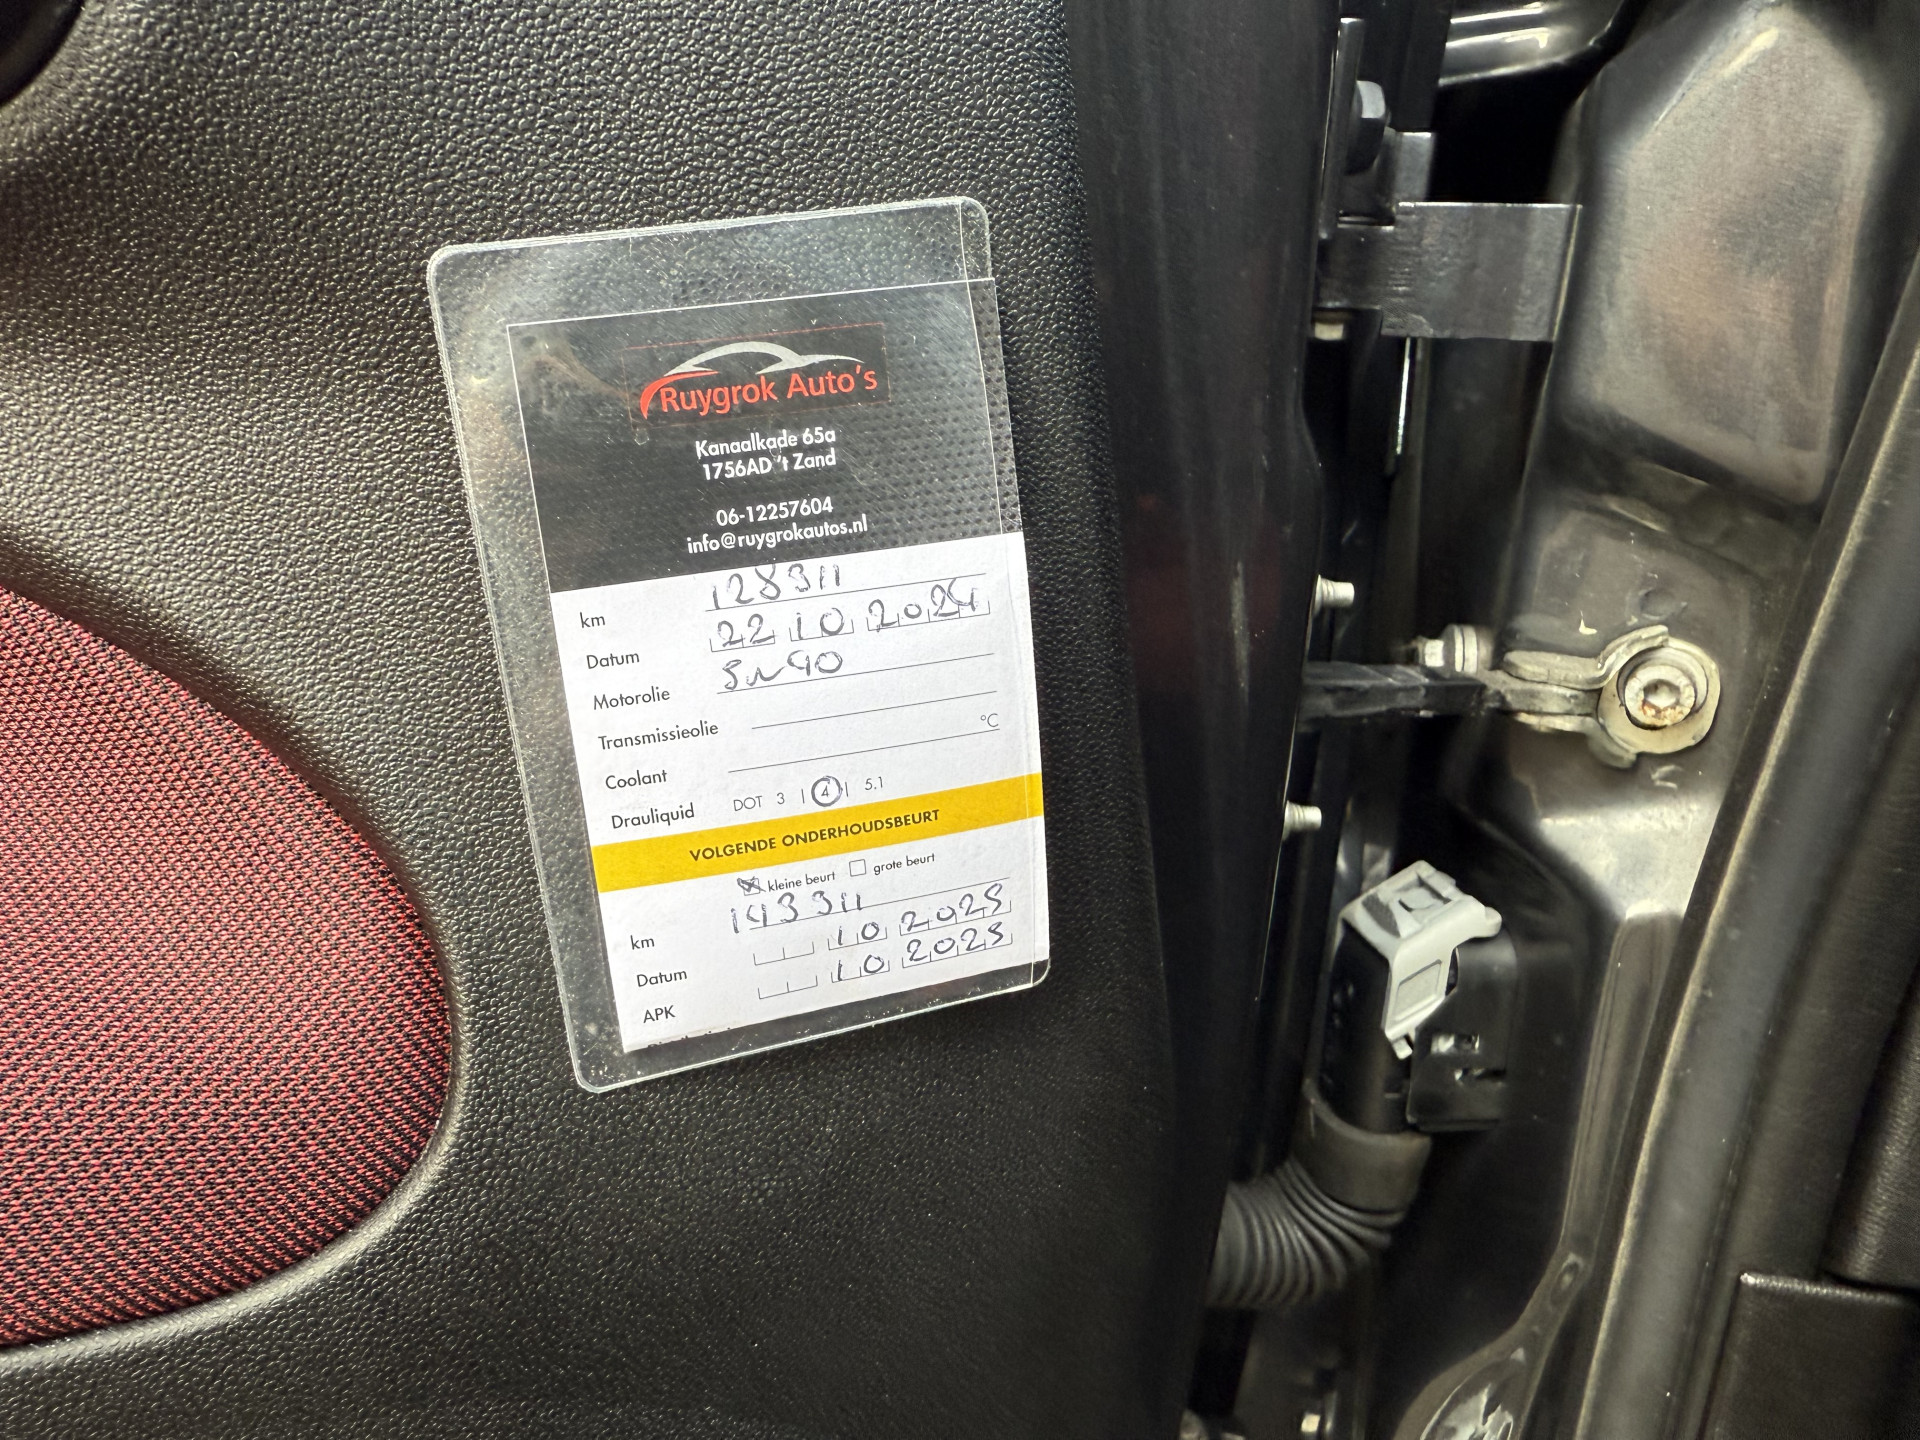 Ruygrok Auto's
Kanaalkade 65a
1756AD 't Zand
06-12257604
info@ruygrokautos.nl
km 128311
Datum 22 10 2024
Motorolie 5w40
Transmissieolie
Coolant °C
Drauliquid DOT 3 | 4 | 5.1
VOLGENDE ONDERHOUDSBEURT
kleine beurt grote beurt
km 143311
Datum 10 2025
APK 10 2025